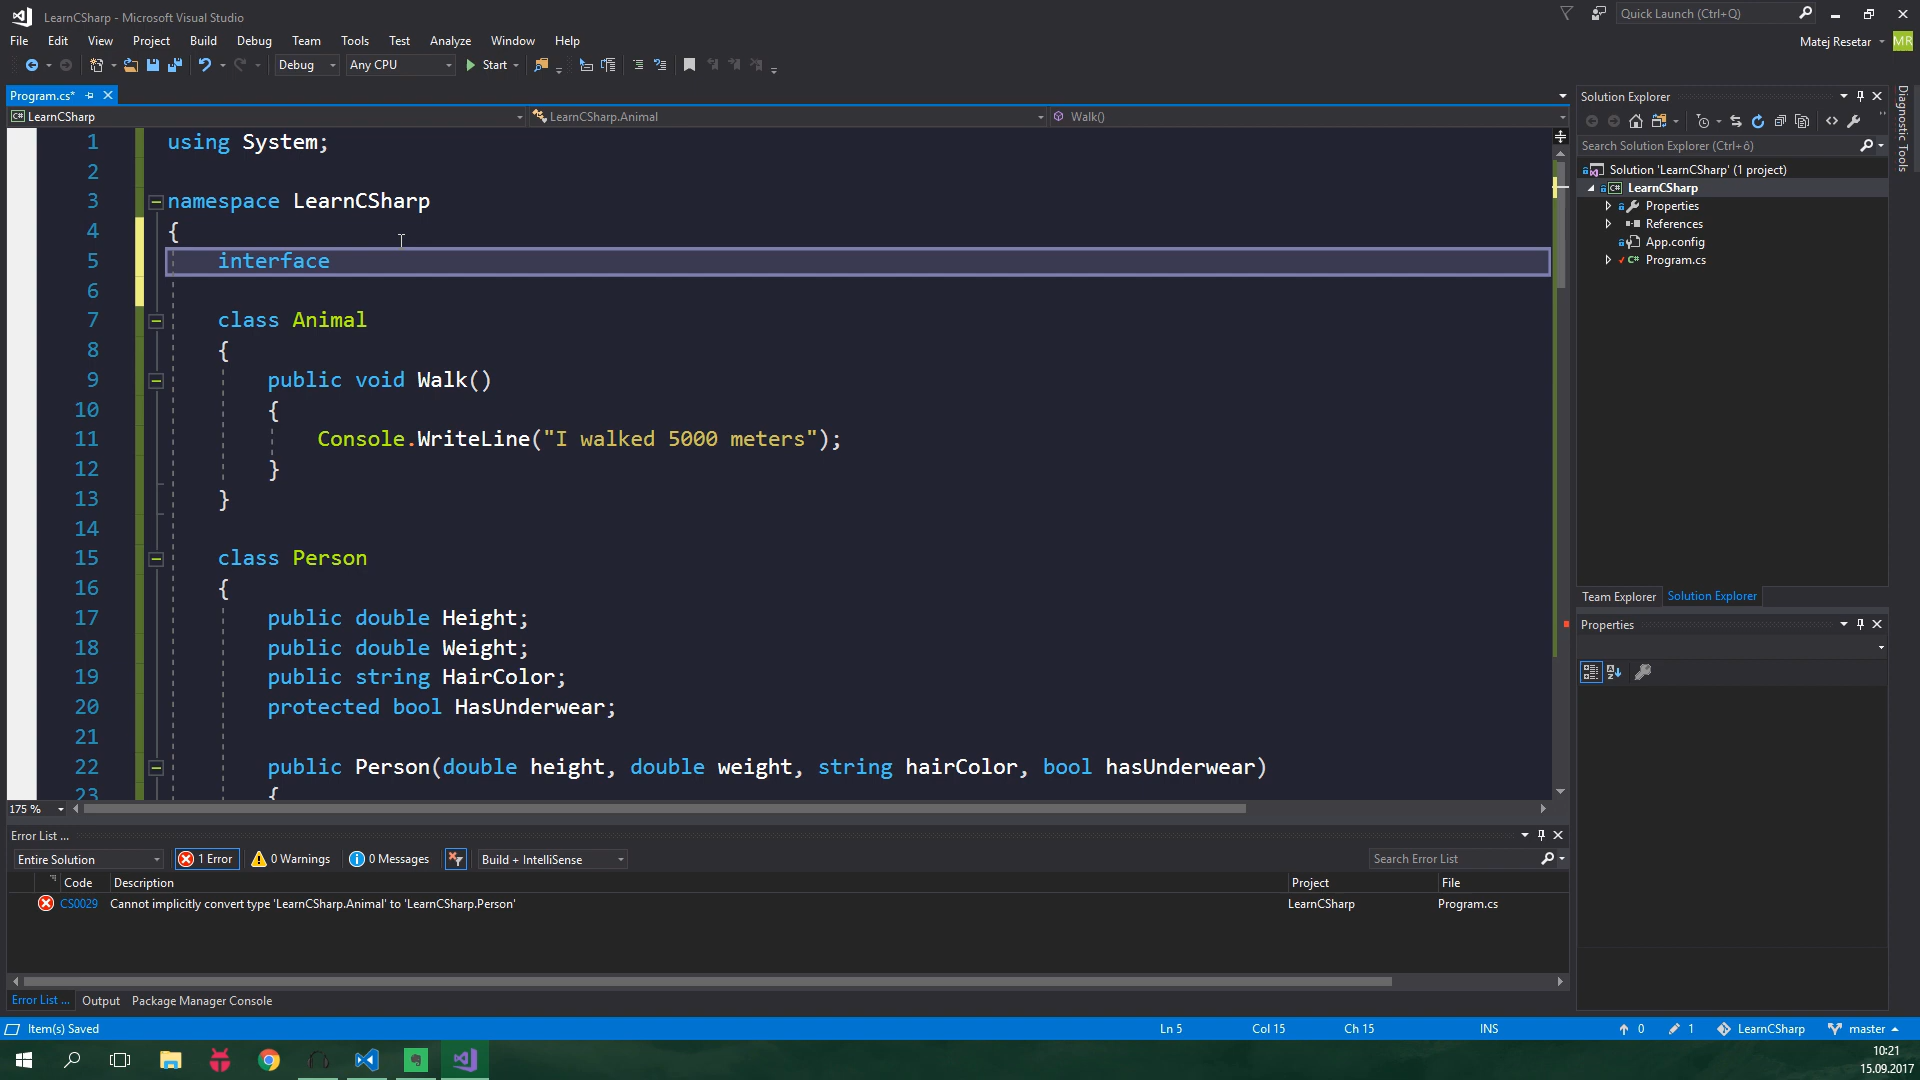 LearnCSharp - Microsoft Visual Studio
Quick Launch (Ctrl+Q)
File Edit View Project Build Debug Team Tools Test Analyze Window Help
Matej Resetar MR
Debug Any CPU Start
Program.cs*
LearnCSharp LearnCSharp.Animal Walk()
1 using System;
2
3 namespace LearnCSharp
4 {
5 interface
6
7 class Animal
8 {
9 public void Walk()
10 {
11 Console.WriteLine("I walked 5000 meters");
12 }
13 }
14
15 class Person
16 {
17 public double Height;
18 public double Weight;
19 public string HairColor;
20 protected bool HasUnderwear;
21
22 public Person(double height, double weight, string hairColor, bool hasUnderwear)
23 {
175 %
Solution Explorer
Search Solution Explorer (Ctrl+ô)
Solution 'LearnCSharp' (1 project)
LearnCSharp
Properties
References
App.config
Program.cs
Team Explorer Solution Explorer
Properties
Diagnostic Tools
Error List ...
Entire Solution 1 Error 0 Warnings 0 Messages Build + IntelliSense Search Error List
Code Description Project File
CS0029 Cannot implicitly convert type 'LearnCSharp.Animal' to 'LearnCSharp.Person' LearnCSharp Program.cs
Error List ... Output Package Manager Console
Item(s) Saved Ln 5 Col 15 Ch 15 INS 0 1 LearnCSharp master
10:21
15.09.2017